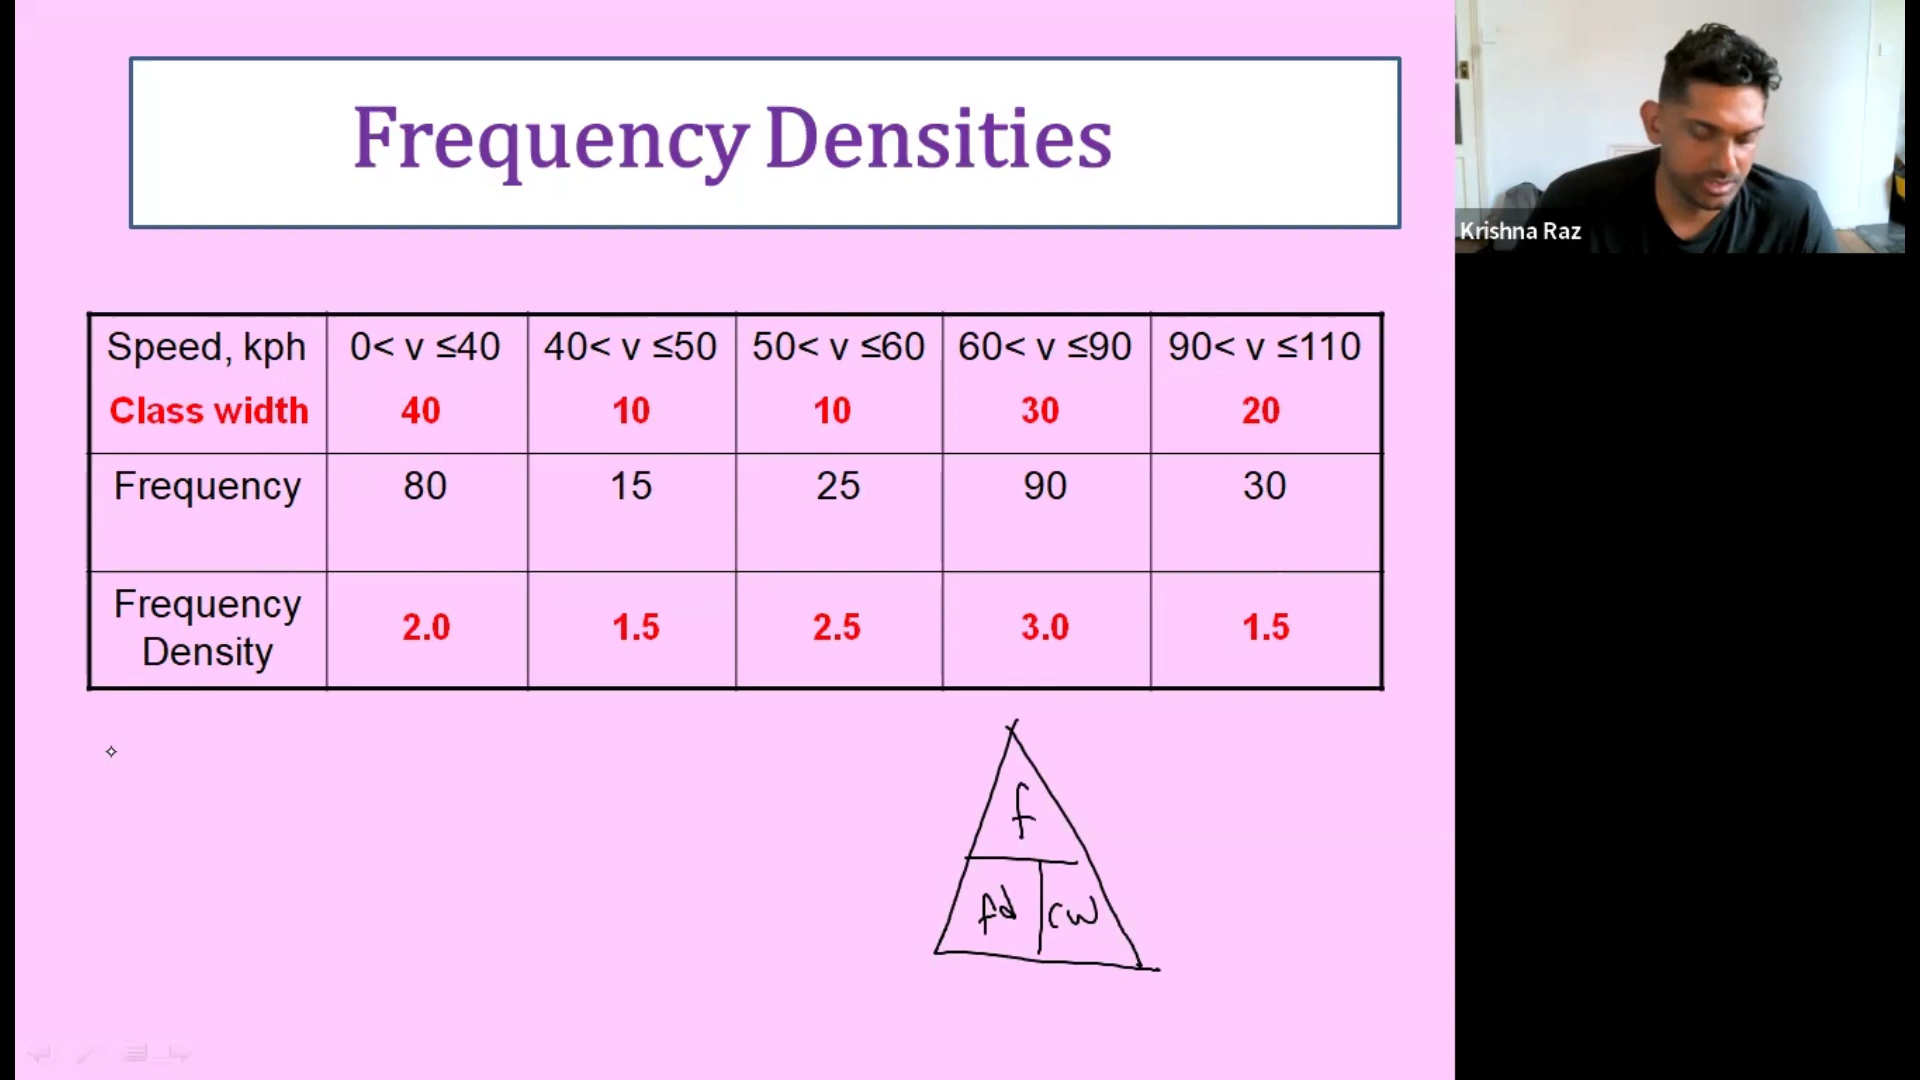 Frequency Densities
Krishna Raz
Speed, kph 0< v ≤40 40< v ≤50 50< v ≤60 60< v ≤90 90< v ≤110
Class width 40 10 10 30 20
Frequency 80 15 25 90 30
Frequency
Density 2.0 1.5 2.5 3.0 1.5
f
fd cw